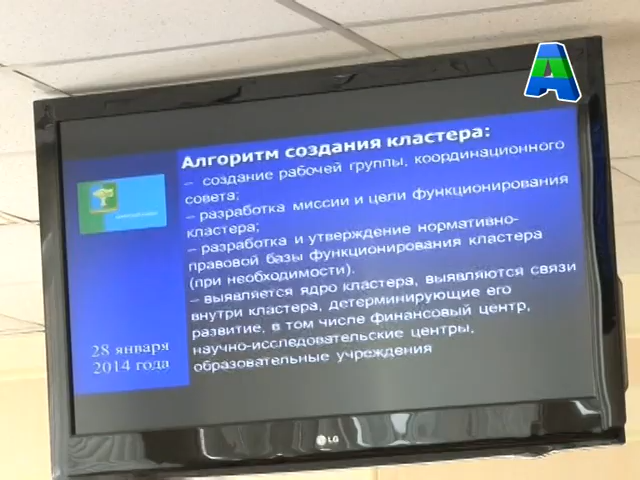 А
Алгоритм создания кластера:
– создание рабочей группы, координационного
совета;
– разработка миссии и цели функционирования
кластера;
– разработка и утверждение нормативно-
правовой базы функционирования кластера
(при необходимости).
– выявляется ядро кластера, выявляются связи
внутри кластера, детерминирующие его
развитие, в том числе финансовый центр,
научно-исследовательские центры,
образовательные учреждения
28 января
2014 года
LG